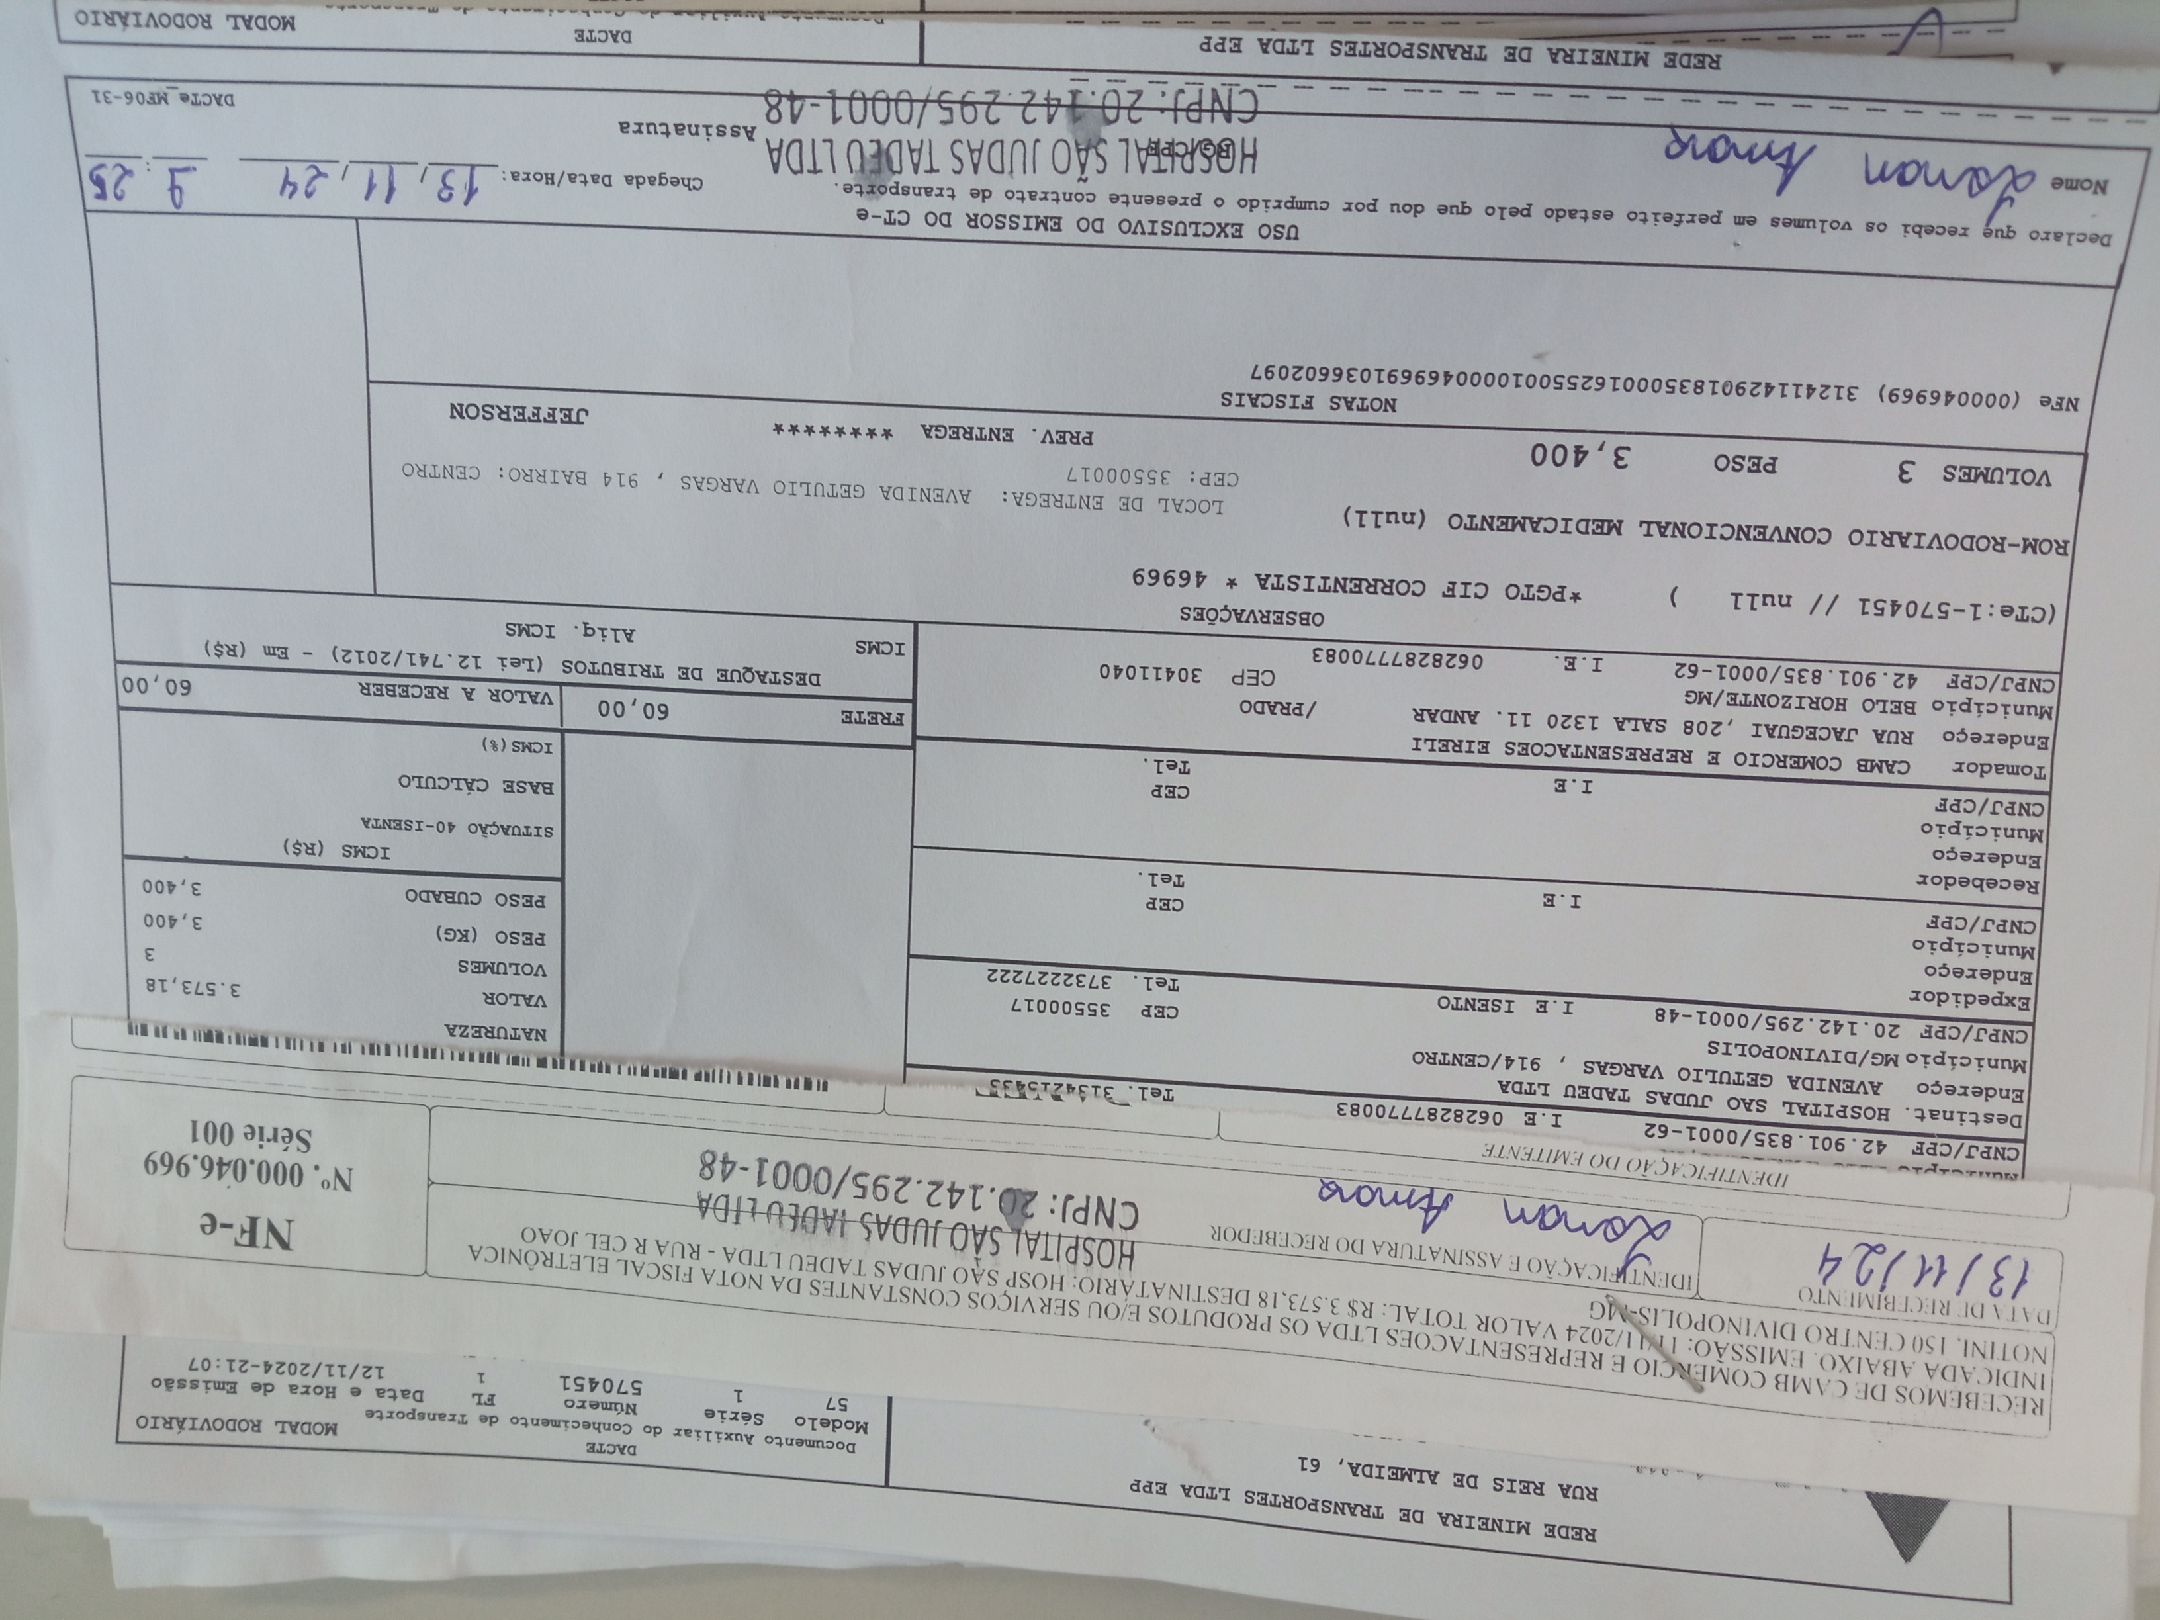 REDE MINEIRA DE TRANSPORTES LTDA EPP
RUA REIS DE ALMEIDA, 61
DACTE
MODAL RODOVIÁRIO
Documento Auxiliar do Conhecimento de Transporte
Modelo Série Número FL Data e Hora de Emissão
57 1 570451 1 12/11/2024-21:07
RECEBEMOS DE CAMB COMERCIO E REPRESENTACOES LTDA OS PRODUTOS E/OU SERVIÇOS CONSTANTES DA NOTA FISCAL ELETRÔNICA
INDICADA ABAIXO. EMISSÃO: 11/11/2024 VALOR TOTAL: R$ 3.573,18 DESTINATÁRIO: HOSP SAO JUDAS TADEU LTDA - RUA R CEL JOAO
NOTINI, 150 CENTRO DIVINOPOLIS-MG
DATA DE RECEBIMENTO
13/11/24
IDENTIFICAÇÃO E ASSINATURA DO RECEBEDOR
HOSPITAL SÃO JUDAS TADEU LTDA
CNPJ: 20.142.295/0001-48
NF-e
Nº. 000.046.969
Série 001
IDENTIFICAÇÃO DO EMITENTE
CNPJ/CPF 42.901.835/0001-62 I.E 0628287770083
Destinat. HOSPITAL SAO JUDAS TADEU LTDA
Endereço AVENIDA GETULIO VARGAS , 914/CENTRO
Município MG/DIVINOPOLIS CEP 35500017
CNPJ/CPF 20.142.295/0001-48 I.E ISENTO Tel. 3732227222
Expedidor
Endereço
Município CEP
CNPJ/CPF I.E Tel.
Recebedor
Endereço
Município CEP
CNPJ/CPF I.E Tel.
Tomador CAMB COMERCIO E REPRESENTACOES EIRELI
Endereço RUA JACEGUAI ,208 SALA 1320 11. ANDAR /PRADO
Município BELO HORIZONTE/MG CEP 30411040
CNPJ/CPF 42.901.835/0001-62 I.E. 0628287770083
NATUREZA
VALOR 3.573,18
VOLUMES 3
PESO (KG) 3,400
PESO CUBADO 3,400
ICMS (R$)
SITUAÇÃO 40-ISENTA
BASE CÁLCULO
ICMS(%)
FRETE 60,00 VALOR A RECEBER 60,00
DESTAQUE DE TRIBUTOS (Lei 12.741/2012) - Em (R$)
ICMS Aliq. ICMS
OBSERVAÇÕES
(CTe:1-570451 // null ) *PGTO CIF CORRENTISTA * 46969
ROM-RODOVIARIO CONVENCIONAL MEDICAMENTO (null)
LOCAL DE ENTREGA: AVENIDA GETULIO VARGAS , 914 BAIRRO: CENTRO
CEP: 35500017
VOLUMES 3 PESO 3,400
PREV. ENTREGA ******** JEFFERSON
NOTAS FISCAIS
NFe (000046969) 31241142901835000162550010000469691036602097
USO EXCLUSIVO DO EMISSOR DO CT-e
Declaro que recebi os volumes em perfeito estado pelo que dou por cumprido o presente contrato de transporte.
Nome
RG/CPF
Chegada Data/Hora: 13/11/24 9:25
Assinatura
HOSPITAL SÃO JUDAS TADEU LTDA
CNPJ: 20.142.295/0001-48
DACTe_MF06-31
REDE MINEIRA DE TRANSPORTES LTDA EPP
DACTE
MODAL RODOVIÁRIO
Documento Auxiliar do Conhecimento de Transporte